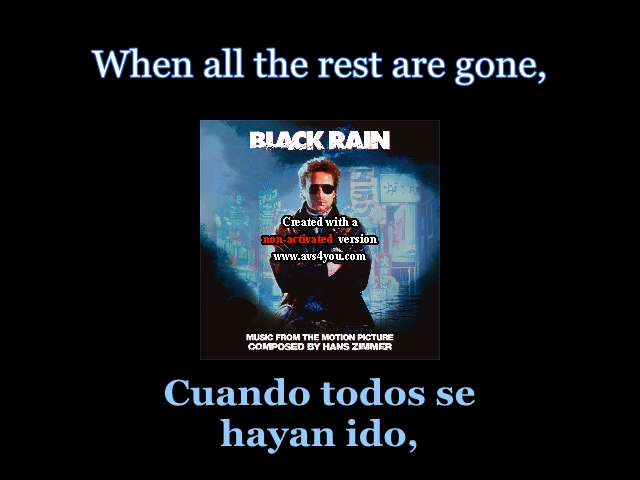 When all the rest are gone,
BLACK RAIN
Created with a
non-activated version
www.avs4you.com
MUSIC FROM THE MOTION PICTURE
COMPOSED BY HANS ZIMMER
Cuando todos se
hayan ido,